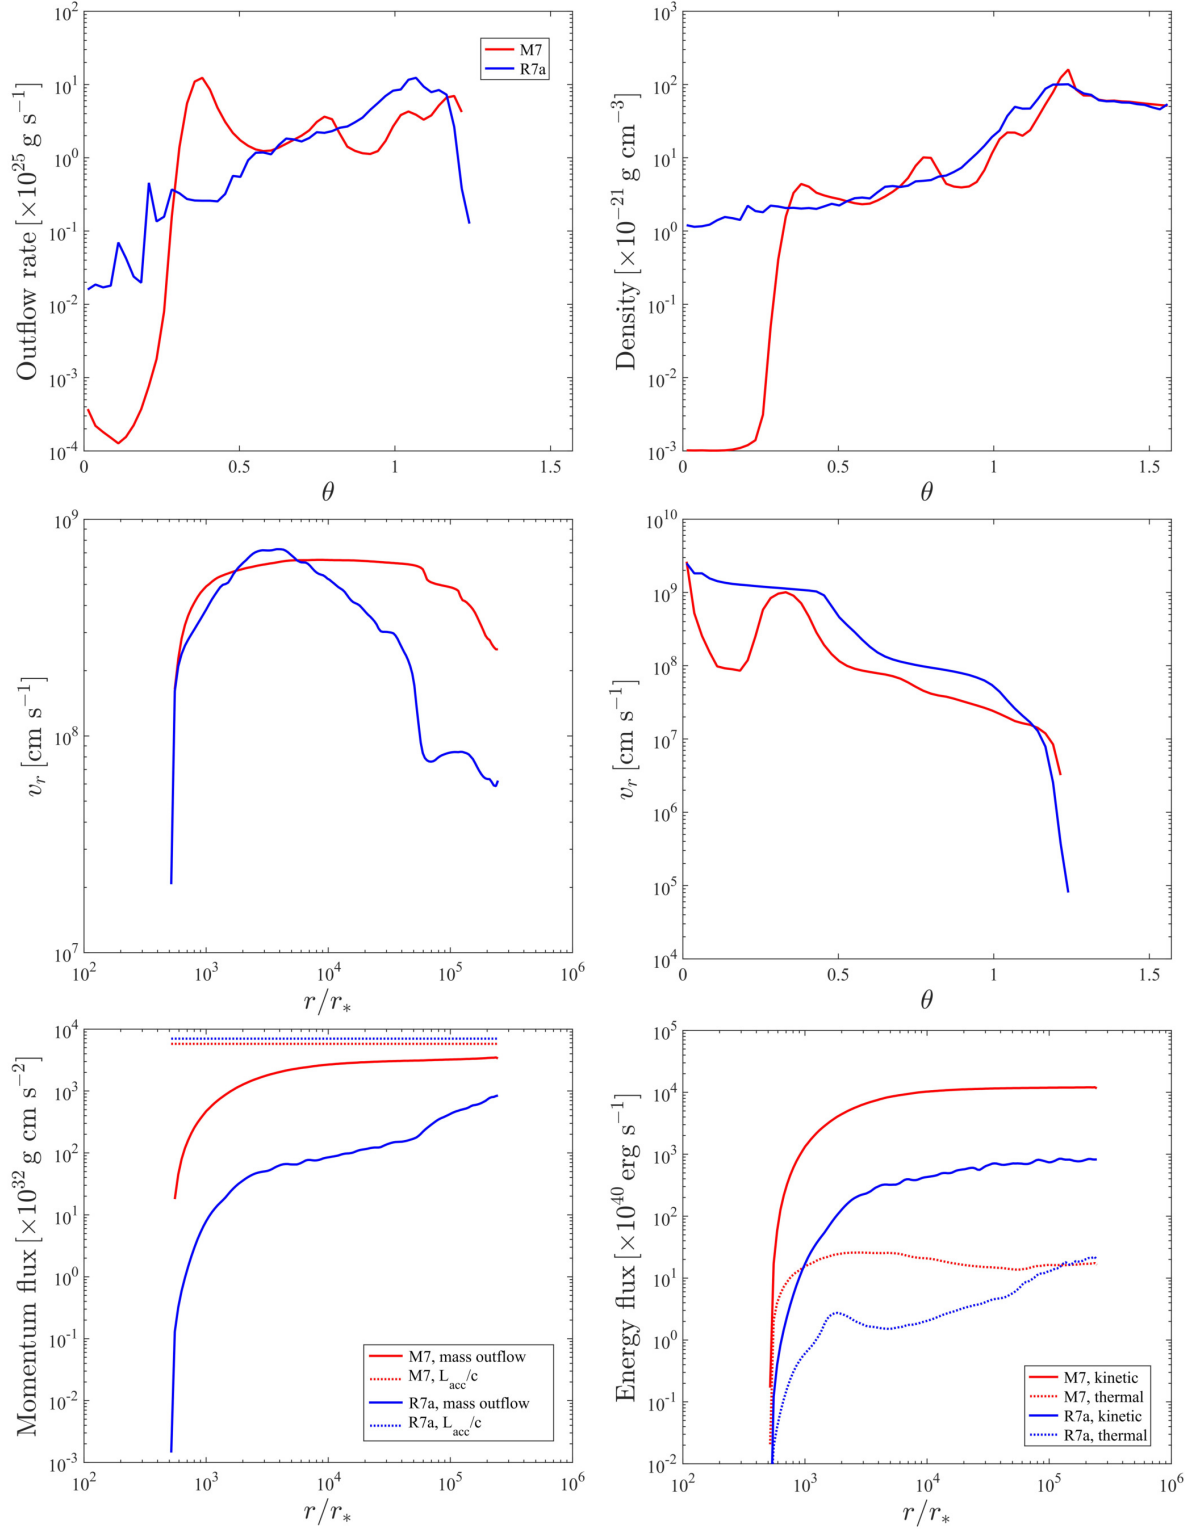 10^2
10^1
10^0
10^-1
10^-2
10^-3
10^-4
Outflow rate [×10^25 g s^−1]
M7
R7a
0 0.5 1 1.5
θ
10^2
10^1
10^0
10^-1
10^-2
10^-3
Density [×10^−21 g cm^−3]
0 0.5 1 1.5
θ
10^9
10^8
10^7
v_r [cm s^−1]
10^2 10^3 10^4 10^5 10^6
r/r_*
10^10
10^9
10^8
10^7
10^6
10^5
10^4
v_r [cm s^−1]
0 0.5 1 1.5
θ
10^4
10^3
10^2
10^1
10^0
10^-1
10^-2
10^-3
Momentum flux [×10^32 g cm s^−2]
M7, mass outflow
M7, L_acc/c
R7a, mass outflow
R7a, L_acc/c
10^2 10^3 10^4 10^5 10^6
r/r_*
10^5
10^4
10^3
10^2
10^1
10^0
10^-1
10^-2
Energy flux [×10^40 erg s^−1]
M7, kinetic
M7, thermal
R7a, kinetic
R7a, thermal
10^2 10^3 10^4 10^5 10^6
r/r_*